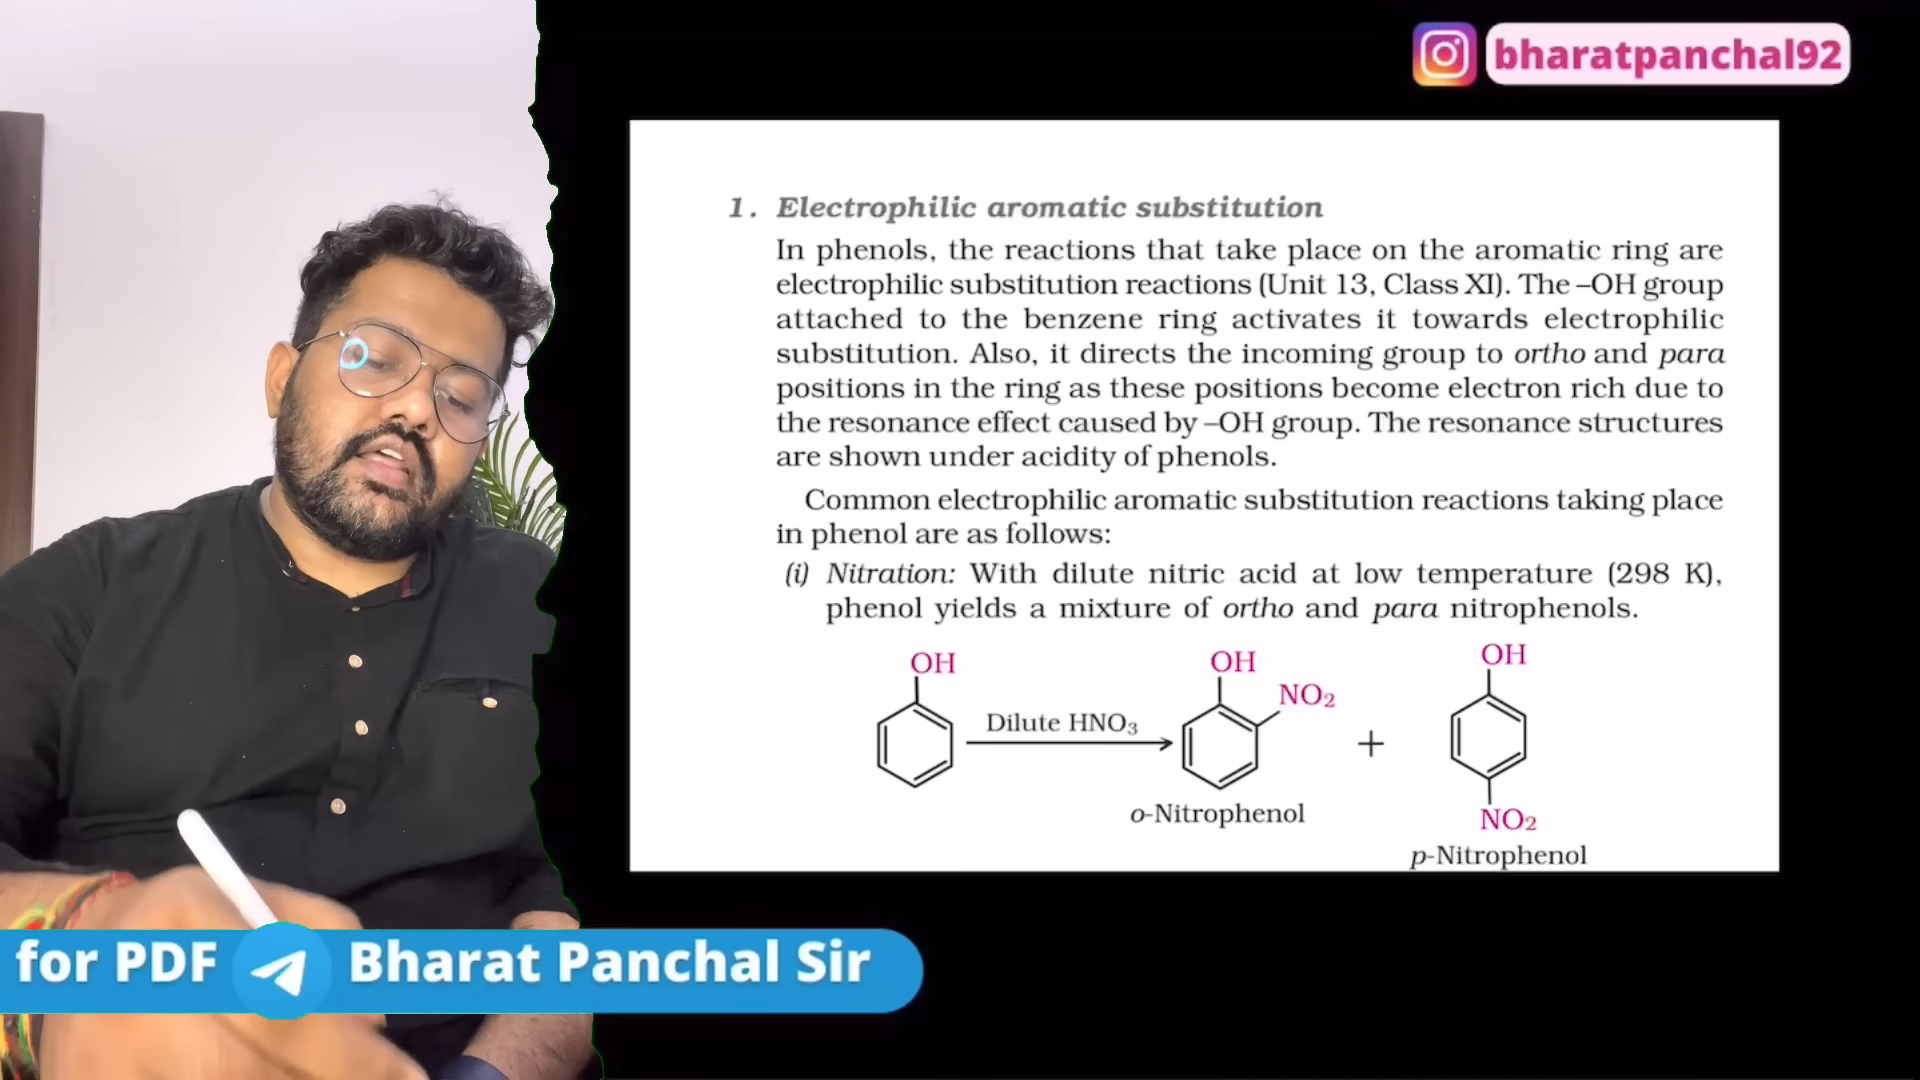 bharatpanchal92
1. Electrophilic aromatic substitution
In phenols, the reactions that take place on the aromatic ring are
electrophilic substitution reactions (Unit 13, Class XI). The –OH group
attached to the benzene ring activates it towards electrophilic
substitution. Also, it directs the incoming group to ortho and para
positions in the ring as these positions become electron rich due to
the resonance effect caused by –OH group. The resonance structures
are shown under acidity of phenols.
Common electrophilic aromatic substitution reactions taking place
in phenol are as follows:
(i) Nitration: With dilute nitric acid at low temperature (298 K),
phenol yields a mixture of ortho and para nitrophenols.
OH OH NO₂ OH
Dilute HNO₃ +
NO₂
o-Nitrophenol
p-Nitrophenol
for PDF Bharat Panchal Sir